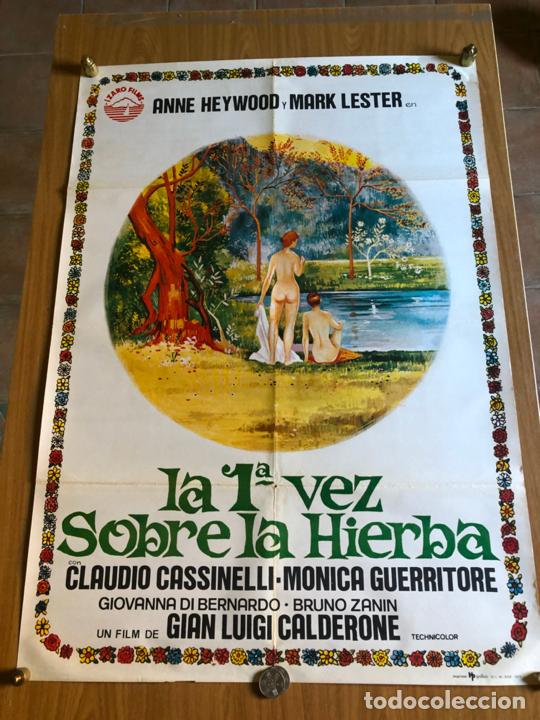 IZARO FILMS
ANNE HEYWOOD Y MARK LESTER en
la 1ª vez
Sobre la Hierba
con
CLAUDIO CASSINELLI·MONICA GUERRITORE
GIOVANNA DI BERNARDO · BRUNO ZANIN
UN FILM DE GIAN LUIGI CALDERONE
TECHNICOLOR
todocoleccion.net